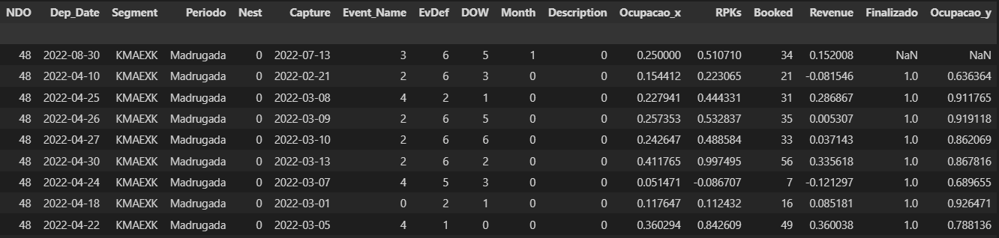 NDO Dep_Date Segment Periodo Nest Capture Event_Name EvDef DOW Month Description Ocupacao_x RPKs Booked Revenue Finalizado Ocupacao_y
48 2022-08-30 KMAEXK Madrugada 0 2022-07-13 3 6 5 1 0 0.250000 0.510710 34 0.152008 NaN NaN
48 2022-04-10 KMAEXK Madrugada 0 2022-02-21 2 6 3 0 0 0.154412 0.223065 21 -0.081546 1.0 0.636364
48 2022-04-25 KMAEXK Madrugada 0 2022-03-08 4 2 1 0 0 0.227941 0.444331 31 0.286867 1.0 0.911765
48 2022-04-26 KMAEXK Madrugada 0 2022-03-09 2 6 5 0 0 0.257353 0.532837 35 0.005307 1.0 0.919118
48 2022-04-27 KMAEXK Madrugada 0 2022-03-10 2 6 6 0 0 0.242647 0.488584 33 0.037143 1.0 0.862069
48 2022-04-30 KMAEXK Madrugada 0 2022-03-13 2 6 2 0 0 0.411765 0.997495 56 0.335618 1.0 0.867816
48 2022-04-24 KMAEXK Madrugada 0 2022-03-07 4 5 3 0 0 0.051471 -0.086707 7 -0.121297 1.0 0.689655
48 2022-04-18 KMAEXK Madrugada 0 2022-03-01 0 2 1 0 0 0.117647 0.112432 16 0.085181 1.0 0.926471
48 2022-04-22 KMAEXK Madrugada 0 2022-03-05 4 1 0 0 0 0.360294 0.842609 49 0.360038 1.0 0.788136